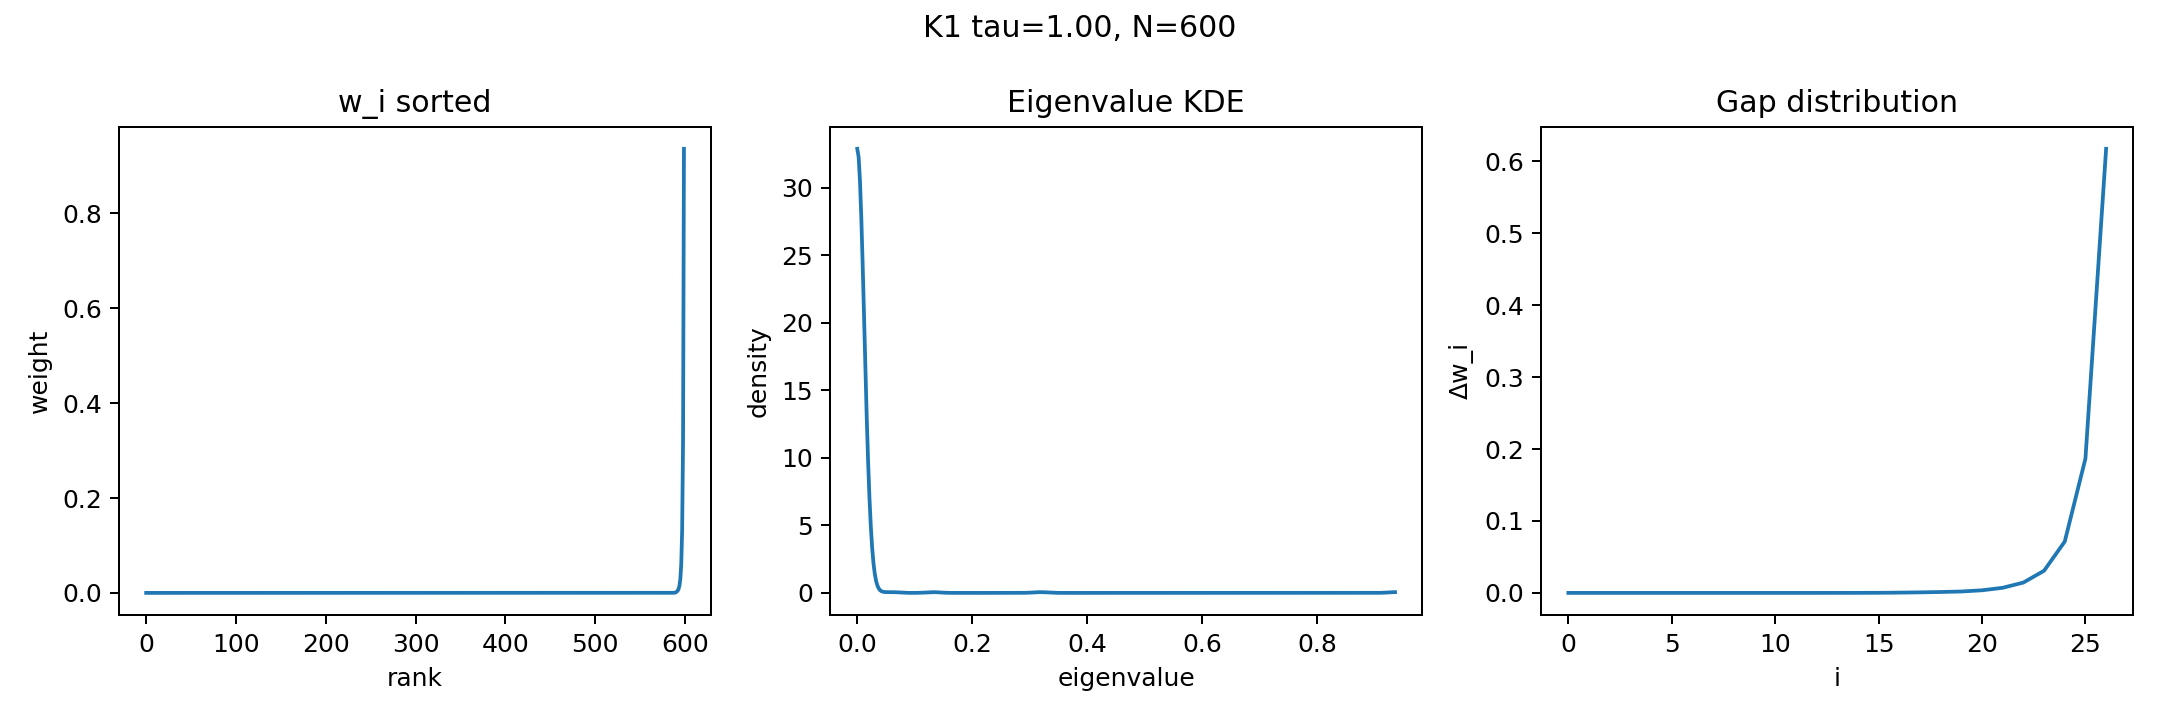 K1 tau=1.00, N=600
w_i sorted
weight
0.8
0.6
0.4
0.2
0.0
0 100 200 300 400 500 600
rank
Eigenvalue KDE
density
30
25
20
15
10
5
0
0.0 0.2 0.4 0.6 0.8
eigenvalue
Gap distribution
Δw_i
0.6
0.5
0.4
0.3
0.2
0.1
0.0
0 5 10 15 20 25
i